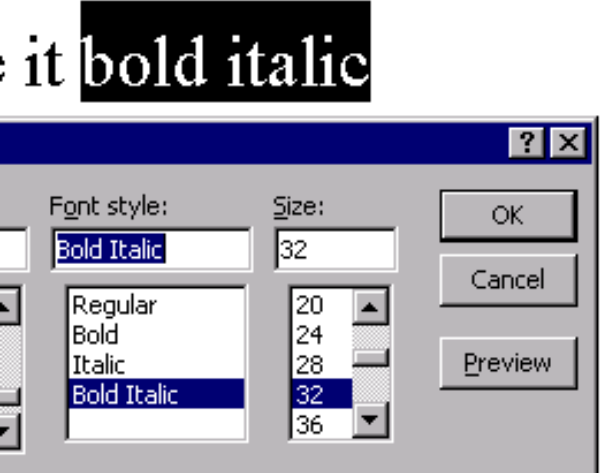 it bold italic
Font style:
Size:
OK
Bold Italic
32
Cancel
Regular
20
Bold
24
Italic
28
Preview
Bold Italic
32
36